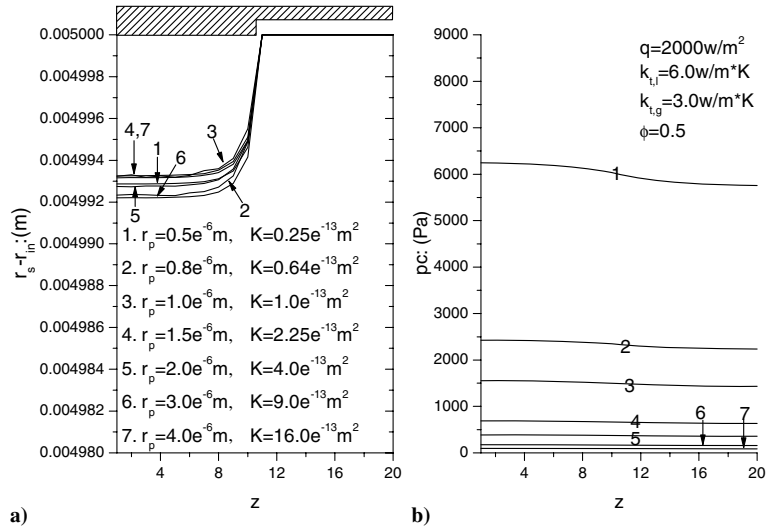 0.005000
0.004998
0.004996
0.004994
0.004992
0.004990
0.004988
0.004986
0.004984
0.004982
0.004980
r_s-r_in:(m)
4,7
1
6
3
5
2
1. r_p=0.5e^-6m, K=0.25e^-13m^2
2. r_p=0.8e^-6m, K=0.64e^-13m^2
3. r_p=1.0e^-6m, K=1.0e^-13m^2
4. r_p=1.5e^-6m, K=2.25e^-13m^2
5. r_p=2.0e^-6m, K=4.0e^-13m^2
6. r_p=3.0e^-6m, K=9.0e^-13m^2
7. r_p=4.0e^-6m, K=16.0e^-13m^2
4 8 12 16 20
z
a)
9000
8000
7000
6000
5000
4000
3000
2000
1000
0
pc: (Pa)
q=2000w/m^2
k_t,l=6.0w/m*K
k_t,g=3.0w/m*K
ϕ=0.5
1
2
3
4
5
6
7
4 8 12 16 20
z
b)